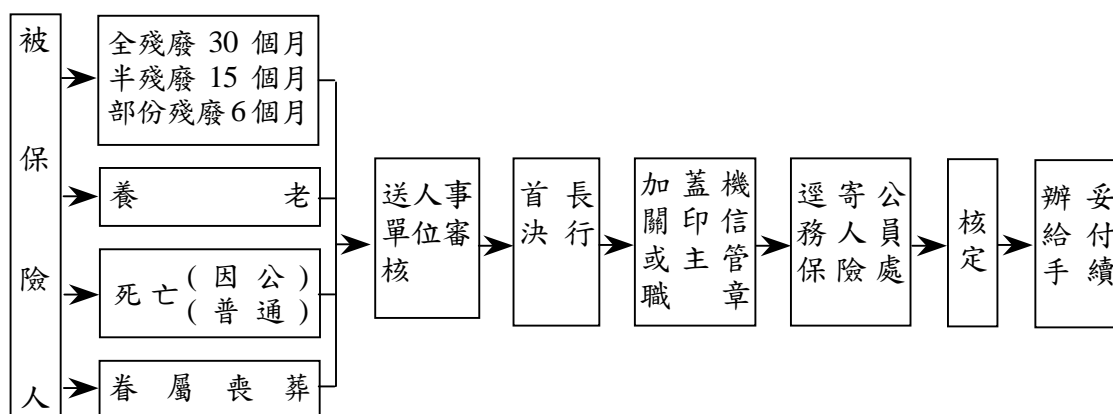 被保險人
全殘廢 30 個月
半殘廢 15 個月
部份殘廢 6 個月
養老
死亡(因公)
(普通)
眷屬喪葬
送人事
單位審
核
首長
決行
加蓋機
關印信
或主管
職章
逕寄公
務人員
保險處
核定
辦妥
給付
手續